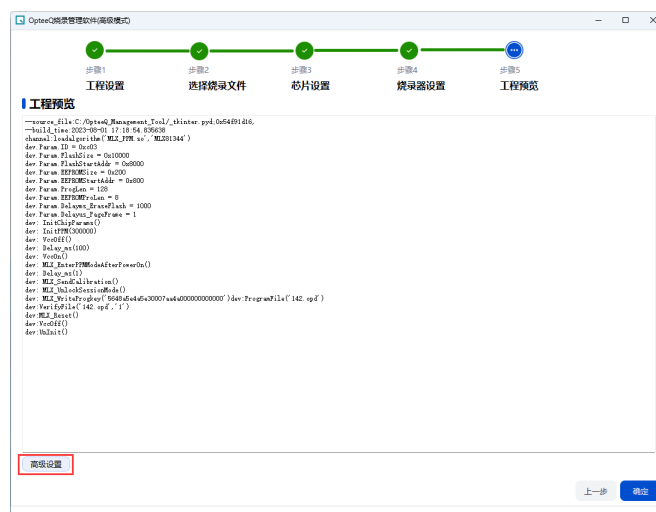 OpteeQ烧录管理软件(高级模式)
步骤1
步骤2
步骤3
步骤4
步骤5
工程设置
选择烧录文件
芯片设置
烧录器设置
工程预览
工程预览
--source_file:C:/OpteeQ_Management_Tool/_tkinter.pyd;0x54f91d16,
--build_time:2023-08-01 17:18:54.835638
channel:loadalgorithm('MLX_PPM.xc','MLX81344')
dev.Param.ID = 0xc03
dev.Param.FlashSize = 0x10000
dev.Param.FlashStartAddr = 0x8000
dev.Param.EEPROMSize = 0x200
dev.Param.EEPROMStartAddr = 0x800
dev.Param.ProgLen = 128
dev.Param.EEPROMProLen = 8
dev.Param.Delayms_EraseFlash = 1000
dev.Param.Delayus_PageFrame = 1
dev: InitChipParams()
dev: InitPPM(300000)
dev: VccOff()
dev: Delay_ms(100)
dev: VccOn()
dev: MLX_EnterPPMModeAfterPowerOn()
dev: Delay_ms(1)
dev: MLX_SendCalibration()
dev: MLX_UnlockSessionMode()
dev: MLX_WriteProgkey('5648a5e4a5e30007aa4a000000000000')dev:ProgramFile('142.opd')
dev:VerifyFile('142.opd','1')
dev:MLX_Reset()
dev:VccOff()
dev:UnInit()
高级设置
上一步
确定